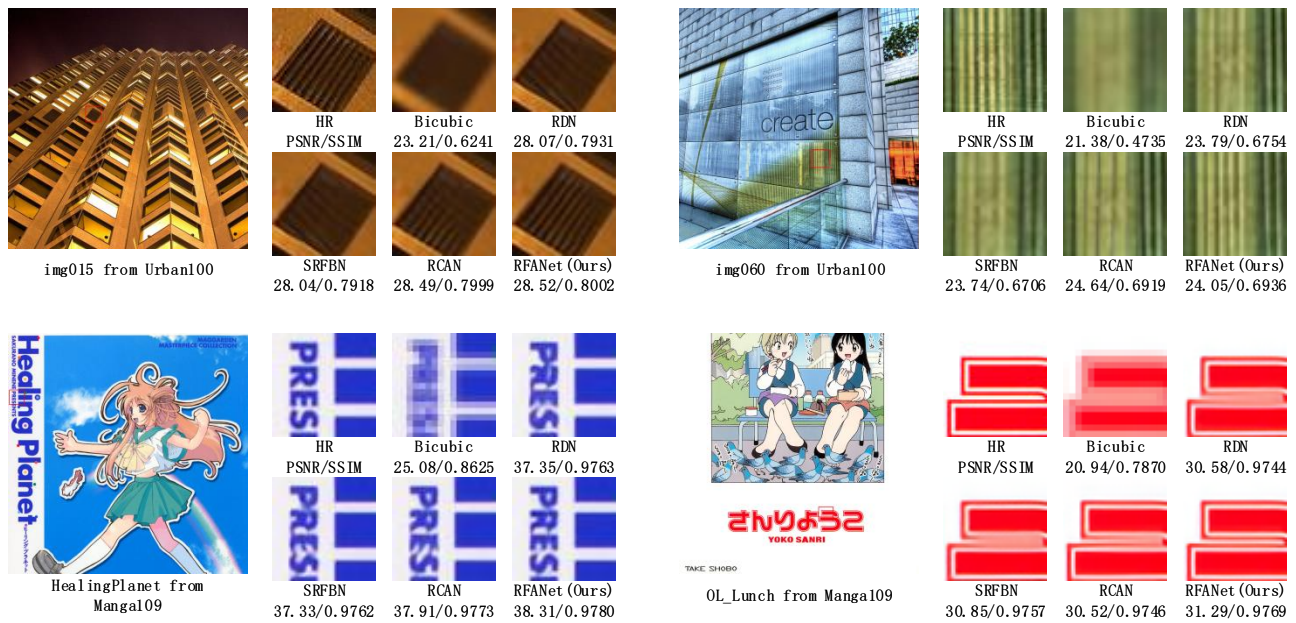 HR
Bicubic
RDN
PSNR/SSIM
23.21/0.6241
28.07/0.7931
SRFBN
RCAN
RFANet(Ours)
28.04/0.7918
28.49/0.7999
28.52/0.8002
img015 from Urban100
create
HR
Bicubic
RDN
PSNR/SSIM
21.38/0.4735
23.79/0.6754
SRFBN
RCAN
RFANet(Ours)
23.74/0.6706
24.64/0.6919
24.05/0.6936
img060 from Urban100
Healing Planet
MAGGARDEN
MASTERPIECE COLLECTION
PRES
PRES
HR
Bicubic
RDN
PSNR/SSIM
25.08/0.8625
37.35/0.9763
PRES
PRES
PRES
SRFBN
RCAN
RFANet(Ours)
37.33/0.9762
37.91/0.9773
38.31/0.9780
HealingPlanet from
Manga109
さんりようこ
YOKO SANRI
TAKE SHOBO
HR
Bicubic
RDN
PSNR/SSIM
20.94/0.7870
30.58/0.9744
SRFBN
RCAN
RFANet(Ours)
30.85/0.9757
30.52/0.9746
31.29/0.9769
OL_Lunch from Manga109